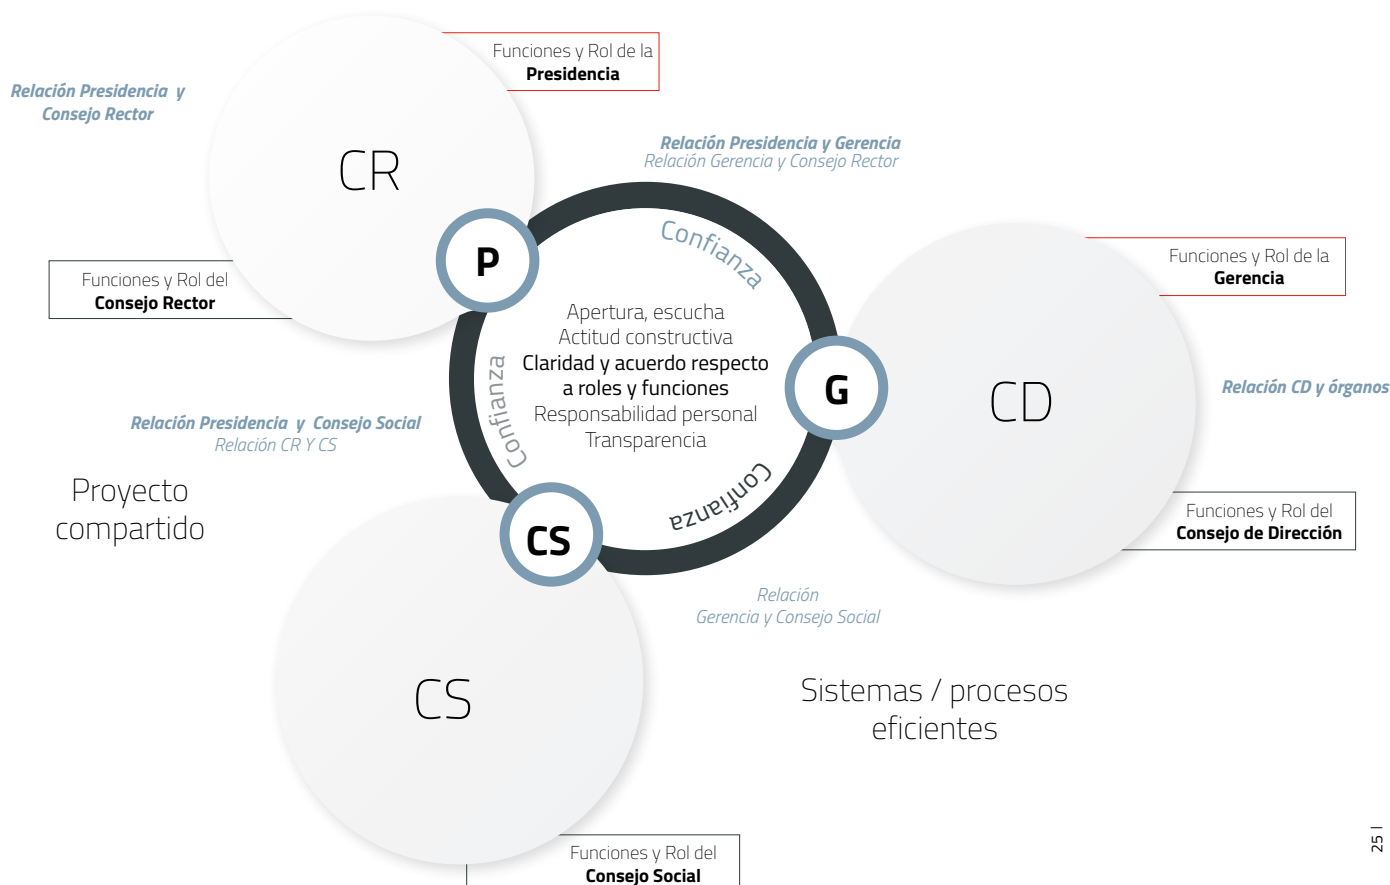 Funciones y Rol de la
Presidencia
Relación Presidencia y
Consejo Rector
CR
Relación Presidencia y Gerencia
Relación Gerencia y Consejo Rector
P
Confianza
Funciones y Rol de la
Gerencia
Funciones y Rol del
Consejo Rector
Apertura, escucha
Actitud constructiva
Claridad y acuerdo respecto
a roles y funciones
Responsabilidad personal
Transparencia
Confianza
G
CD
Relación CD y órganos
Relación Presidencia y Consejo Social
Relación CR Y CS
Proyecto
compartido
Confianza
Funciones y Rol del
Consejo de Dirección
CS
Relación
Gerencia y Consejo Social
CS
Sistemas / procesos
eficientes
Funciones y Rol del
Consejo Social
25 |